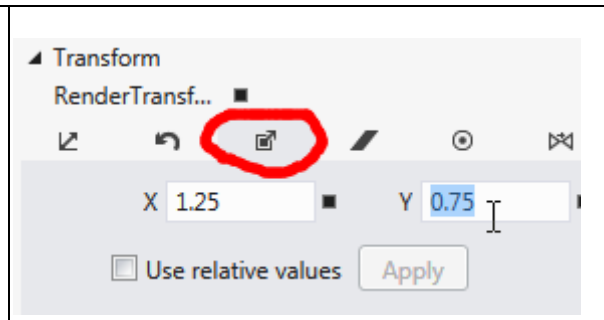 Transform
RenderTransf...
X 1.25 Y 0.75
Use relative values Apply